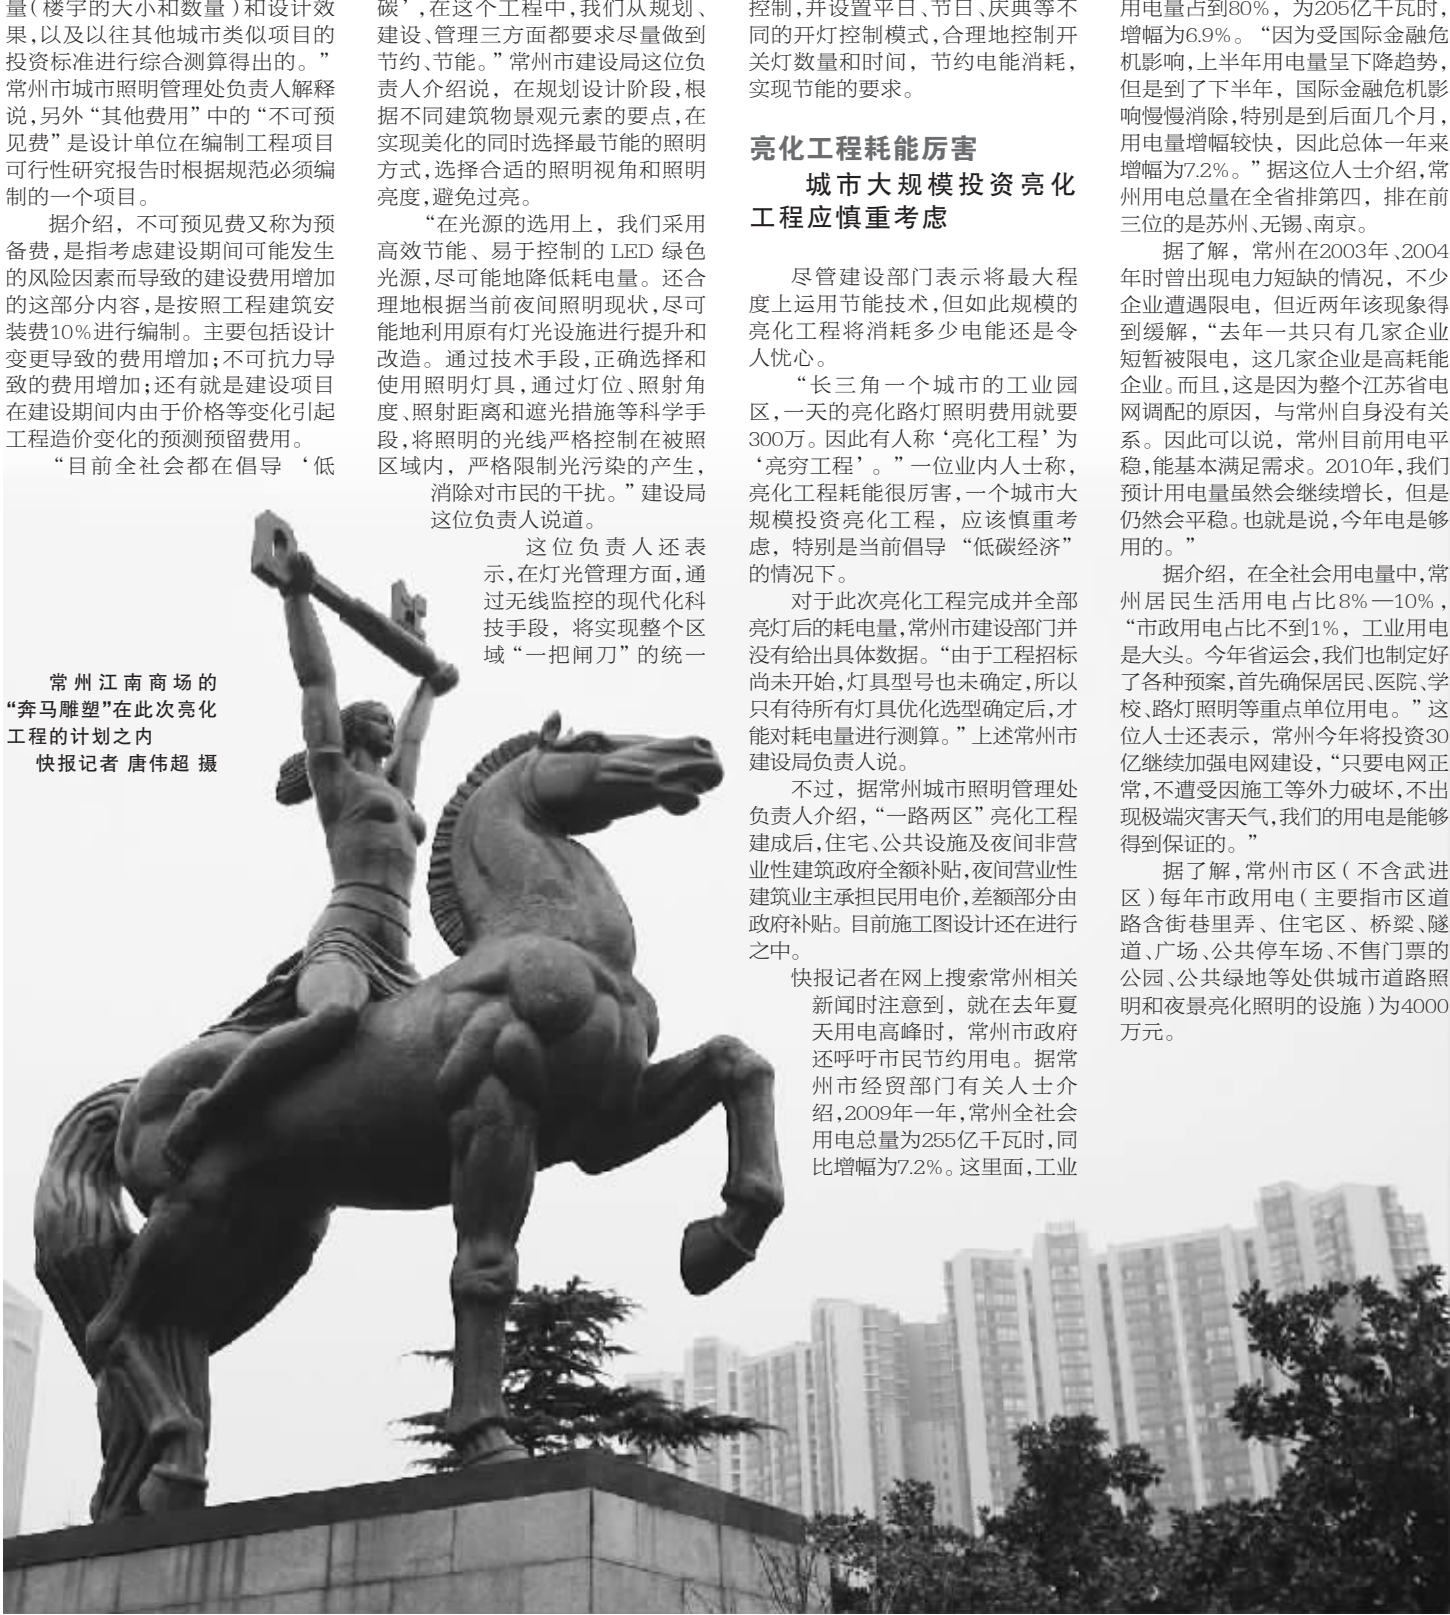 量(楼宇的大小和数量)和设计效
果,以及以往其他城市类似项目的
投资标准进行综合测算得出的。”
常州市城市照明管理处负责人解释
说,另外“其他费用”中的“不可预
见费”是设计单位在编制工程项目
可行性研究报告时根据规范必须编
制的一个项目。
据介绍，不可预见费又称为预
备费,是指考虑建设期间可能发生
的风险因素而导致的建设费用增加
的这部分内容,是按照工程建筑安
装费10%进行编制。主要包括设计
变更导致的费用增加;不可抗力导
致的费用增加;还有就是建设项目
在建设期间内由于价格等变化引起
工程造价变化的预测预留费用。
“目前全社会都在倡导‘低
碳’,在这个工程中,我们从规划、
建设、管理三方面都要求尽量做到
节约、节能。”常州市建设局这位负
责人介绍说，在规划设计阶段,根
据不同建筑物景观元素的要点,在
实现美化的同时选择最节能的照明
方式,选择合适的照明视角和照明
亮度,避免过亮。
“在光源的选用上，我们采用
高效节能、易于控制的 LED 绿色
光源,尽可能地降低耗电量。还合
理地根据当前夜间照明现状,尽可
能地利用原有灯光设施进行提升和
改造。通过技术手段,正确选择和
使用照明灯具,通过灯位、照射角
度、照射距离和遮光措施等科学手
段,将照明的光线严格控制在被照
区域内，严格限制光污染的产生,
消除对市民的干扰。”建设局
这位负责人说道。
这位负责人还表
示,在灯光管理方面,通
过无线监控的现代化科
技手段，将实现整个区
域“一把闸刀”的统一
控制,并设置平日、节日、庆典等不
同的开灯控制模式,合理地控制开
关灯数量和时间，节约电能消耗，
实现节能的要求。
亮化工程耗能厉害
城市大规模投资亮化
工程应慎重考虑
尽管建设部门表示将最大程
度上运用节能技术,但如此规模的
亮化工程将消耗多少电能还是令
人忧心。
“长三角一个城市的工业园
区,一天的亮化路灯照明费用就要
300万。因此有人称‘亮化工程’为
‘亮穷工程’。”一位业内人士称,
亮化工程耗能很厉害,一个城市大
规模投资亮化工程，应该慎重考
虑，特别是当前倡导“低碳经济”
的情况下。
对于此次亮化工程完成并全部
亮灯后的耗电量,常州市建设部门并
没有给出具体数据。“由于工程招标
尚未开始,灯具型号也未确定,所以
只有待所有灯具优化选型确定后,才
能对耗电量进行测算。”上述常州市
建设局负责人说。
不过，据常州城市照明管理处
负责人介绍，“一路两区”亮化工程
建成后,住宅、公共设施及夜间非营
业性建筑政府全额补贴,夜间营业性
建筑业主承担民用电价,差额部分由
政府补贴。目前施工图设计还在进行
之中。
快报记者在网上搜索常州相关
新闻时注意到，就在去年夏
天用电高峰时，常州市政府
还呼吁市民节约用电。据常
州市经贸部门有关人士介
绍,2009年一年,常州全社会
用电总量为255亿千瓦时,同
比增幅为7.2%。这里面,工业
用电量占到80%，为205亿千瓦时,
增幅为6.9%。“因为受国际金融危
机影响,上半年用电量呈下降趋势,
但是到了下半年，国际金融危机影
响慢慢消除,特别是到后面几个月,
用电量增幅较快，因此总体一年来
增幅为7.2%。”据这位人士介绍,常
州用电总量在全省排第四，排在前
三位的是苏州、无锡、南京。
据了解，常州在2003年、2004
年时曾出现电力短缺的情况，不少
企业遭遇限电，但近两年该现象得
到缓解，“去年一共只有几家企业
短暂被限电，这几家企业是高耗能
企业。而且,这是因为整个江苏省电
网调配的原因，与常州自身没有关
系。因此可以说，常州目前用电平
稳,能基本满足需求。2010年,我们
预计用电量虽然会继续增长，但是
仍然会平稳。也就是说,今年电是够
用的。”
据介绍，在全社会用电量中,常
州居民生活用电占比8%—10%，
“市政用电占比不到1%，工业用电
是大头。今年省运会,我们也制定好
了各种预案,首先确保居民、医院、学
校、路灯照明等重点单位用电。”这
位人士还表示，常州今年将投资30
亿继续加强电网建设，“只要电网正
常,不遭受因施工等外力破坏,不出
现极端灾害天气,我们的用电是能够
得到保证的。”
据了解,常州市区(不含武进
区)每年市政用电(主要指市区道
路含街巷里弄、住宅区、桥梁、隧
道、广场、公共停车场、不售门票的
公园、公共绿地等处供城市道路照
明和夜景亮化照明的设施)为4000
万元。
常州江南商场的
“奔马雕塑”在此次亮化
工程的计划之内
快报记者 唐伟超 摄